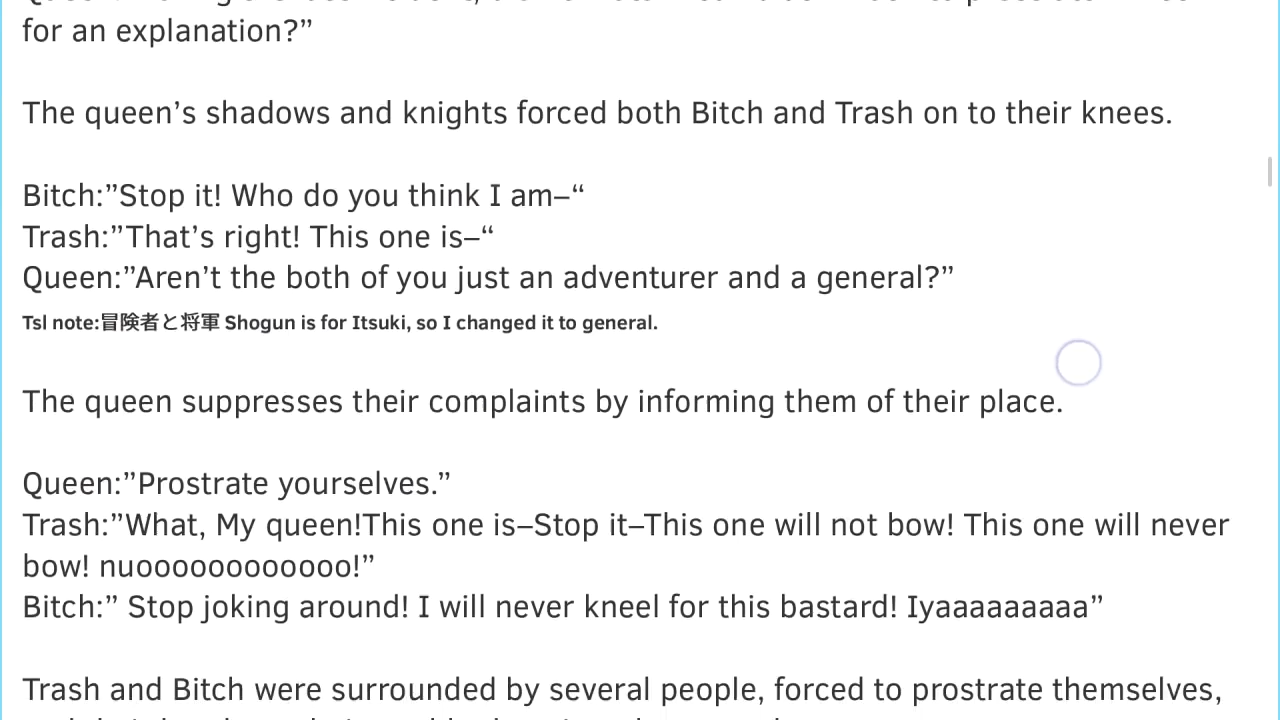 for an explanation?”
The queen’s shadows and knights forced both Bitch and Trash on to their knees.
Bitch:”Stop it! Who do you think I am–“
Trash:”That’s right! This one is–“
Queen:”Aren’t the both of you just an adventurer and a general?”
Tsl note:冒険者と将軍 Shogun is for Itsuki, so I changed it to general.
The queen suppresses their complaints by informing them of their place.
Queen:”Prostrate yourselves.”
Trash:”What, My queen!This one is–Stop it–This one will not bow! This one will never
bow! nuooooooooooooo!”
Bitch:” Stop joking around! I will never kneel for this bastard! Iyaaaaaaaaa”
Trash and Bitch were surrounded by several people, forced to prostrate themselves,